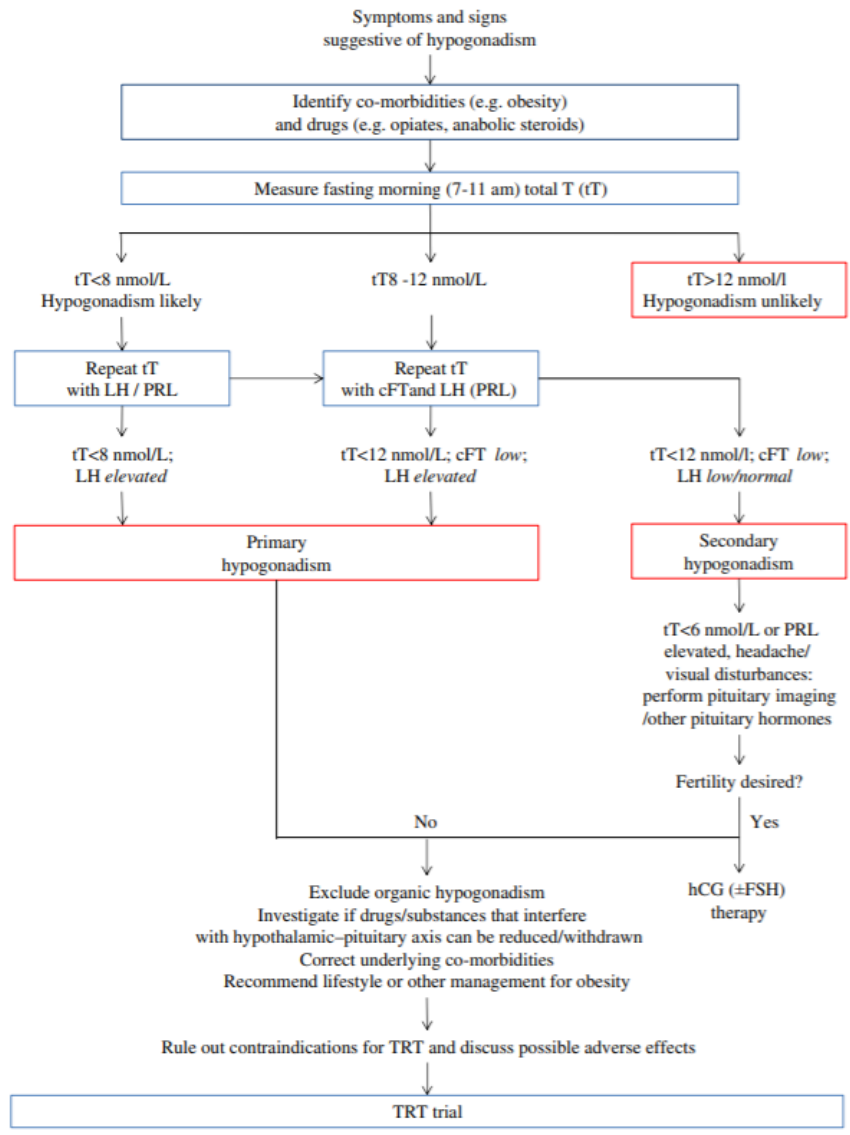 Symptoms and signs
suggestive of hypogonadism
Identify co-morbidities (e.g. obesity)
and drugs (e.g. opiates, anabolic steroids)
Measure fasting morning (7-11 am) total T (tT)
tT<8 nmol/L
Hypogonadism likely
tT8 -12 nmol/L
tT>12 nmol/l
Hypogonadism unlikely
Repeat tT
with LH / PRL
Repeat tT
with cFTand LH (PRL)
tT<8 nmol/L;
LH elevated
tT<12 nmol/L; cFT low;
LH elevated
tT<12 nmol/l; cFT low;
LH low/normal
Primary
hypogonadism
Secondary
hypogonadism
tT<6 nmol/L or PRL
elevated, headache/
visual disturbances:
perform pituitary imaging
/other pituitary hormones
Fertility desired?
No
Yes
hCG (±FSH)
therapy
Exclude organic hypogonadism
Investigate if drugs/substances that interfere
with hypothalamic–pituitary axis can be reduced/withdrawn
Correct underlying co-morbidities
Recommend lifestyle or other management for obesity
Rule out contraindications for TRT and discuss possible adverse effects
TRT trial